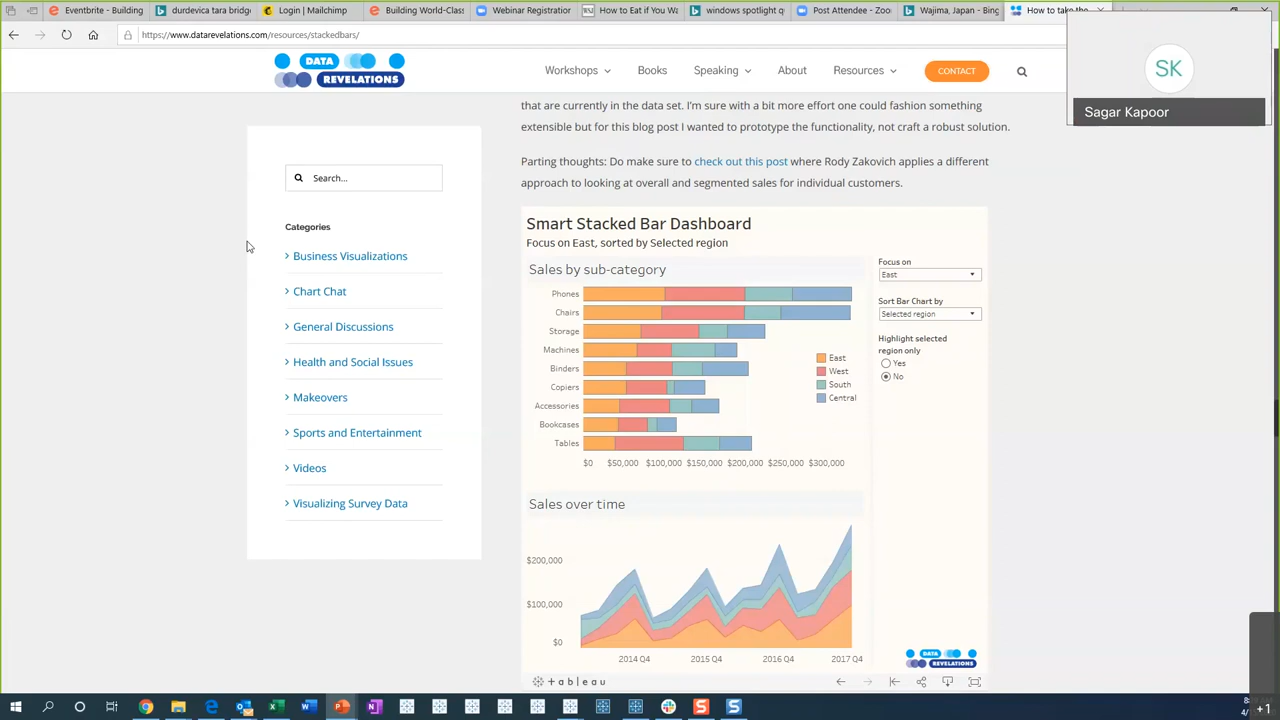 Eventbrite - Building
durdevica tara bridge
Login | Mailchimp
Building World-Class
Webinar Registration
How to Eat if You Wa
windows spotlight q
Post Attendee - Zoo
Wajima, Japan - Bing
How to take the
https://www.datarevelations.com/resources/stackedbars/
SK
Sagar Kapoor
DATA
REVELATIONS
Workshops
Books
Speaking
About
Resources
CONTACT
that are currently in the data set. I'm sure with a bit more effort one could fashion something
extensible but for this blog post I wanted to prototype the functionality, not craft a robust solution.
Parting thoughts: Do make sure to check out this post where Rody Zakovich applies a different
approach to looking at overall and segmented sales for individual customers.
Search...
Categories
Business Visualizations
Chart Chat
General Discussions
Health and Social Issues
Makeovers
Sports and Entertainment
Videos
Visualizing Survey Data
Smart Stacked Bar Dashboard
Focus on East, sorted by Selected region
Sales by sub-category
Phones
Chairs
Storage
Machines
Binders
Copiers
Accessories
Bookcases
Tables
$0 $50,000 $100,000 $150,000 $200,000 $250,000 $300,000
East
West
South
Central
Focus on
East
Sort Bar Chart by
Selected region
Highlight selected
region only
Yes
No
Sales over time
$200,000
$100,000
$0
2014 Q4 2015 Q4 2016 Q4 2017 Q4
DATA
REVELATIONS
+ a b l e a u
+1